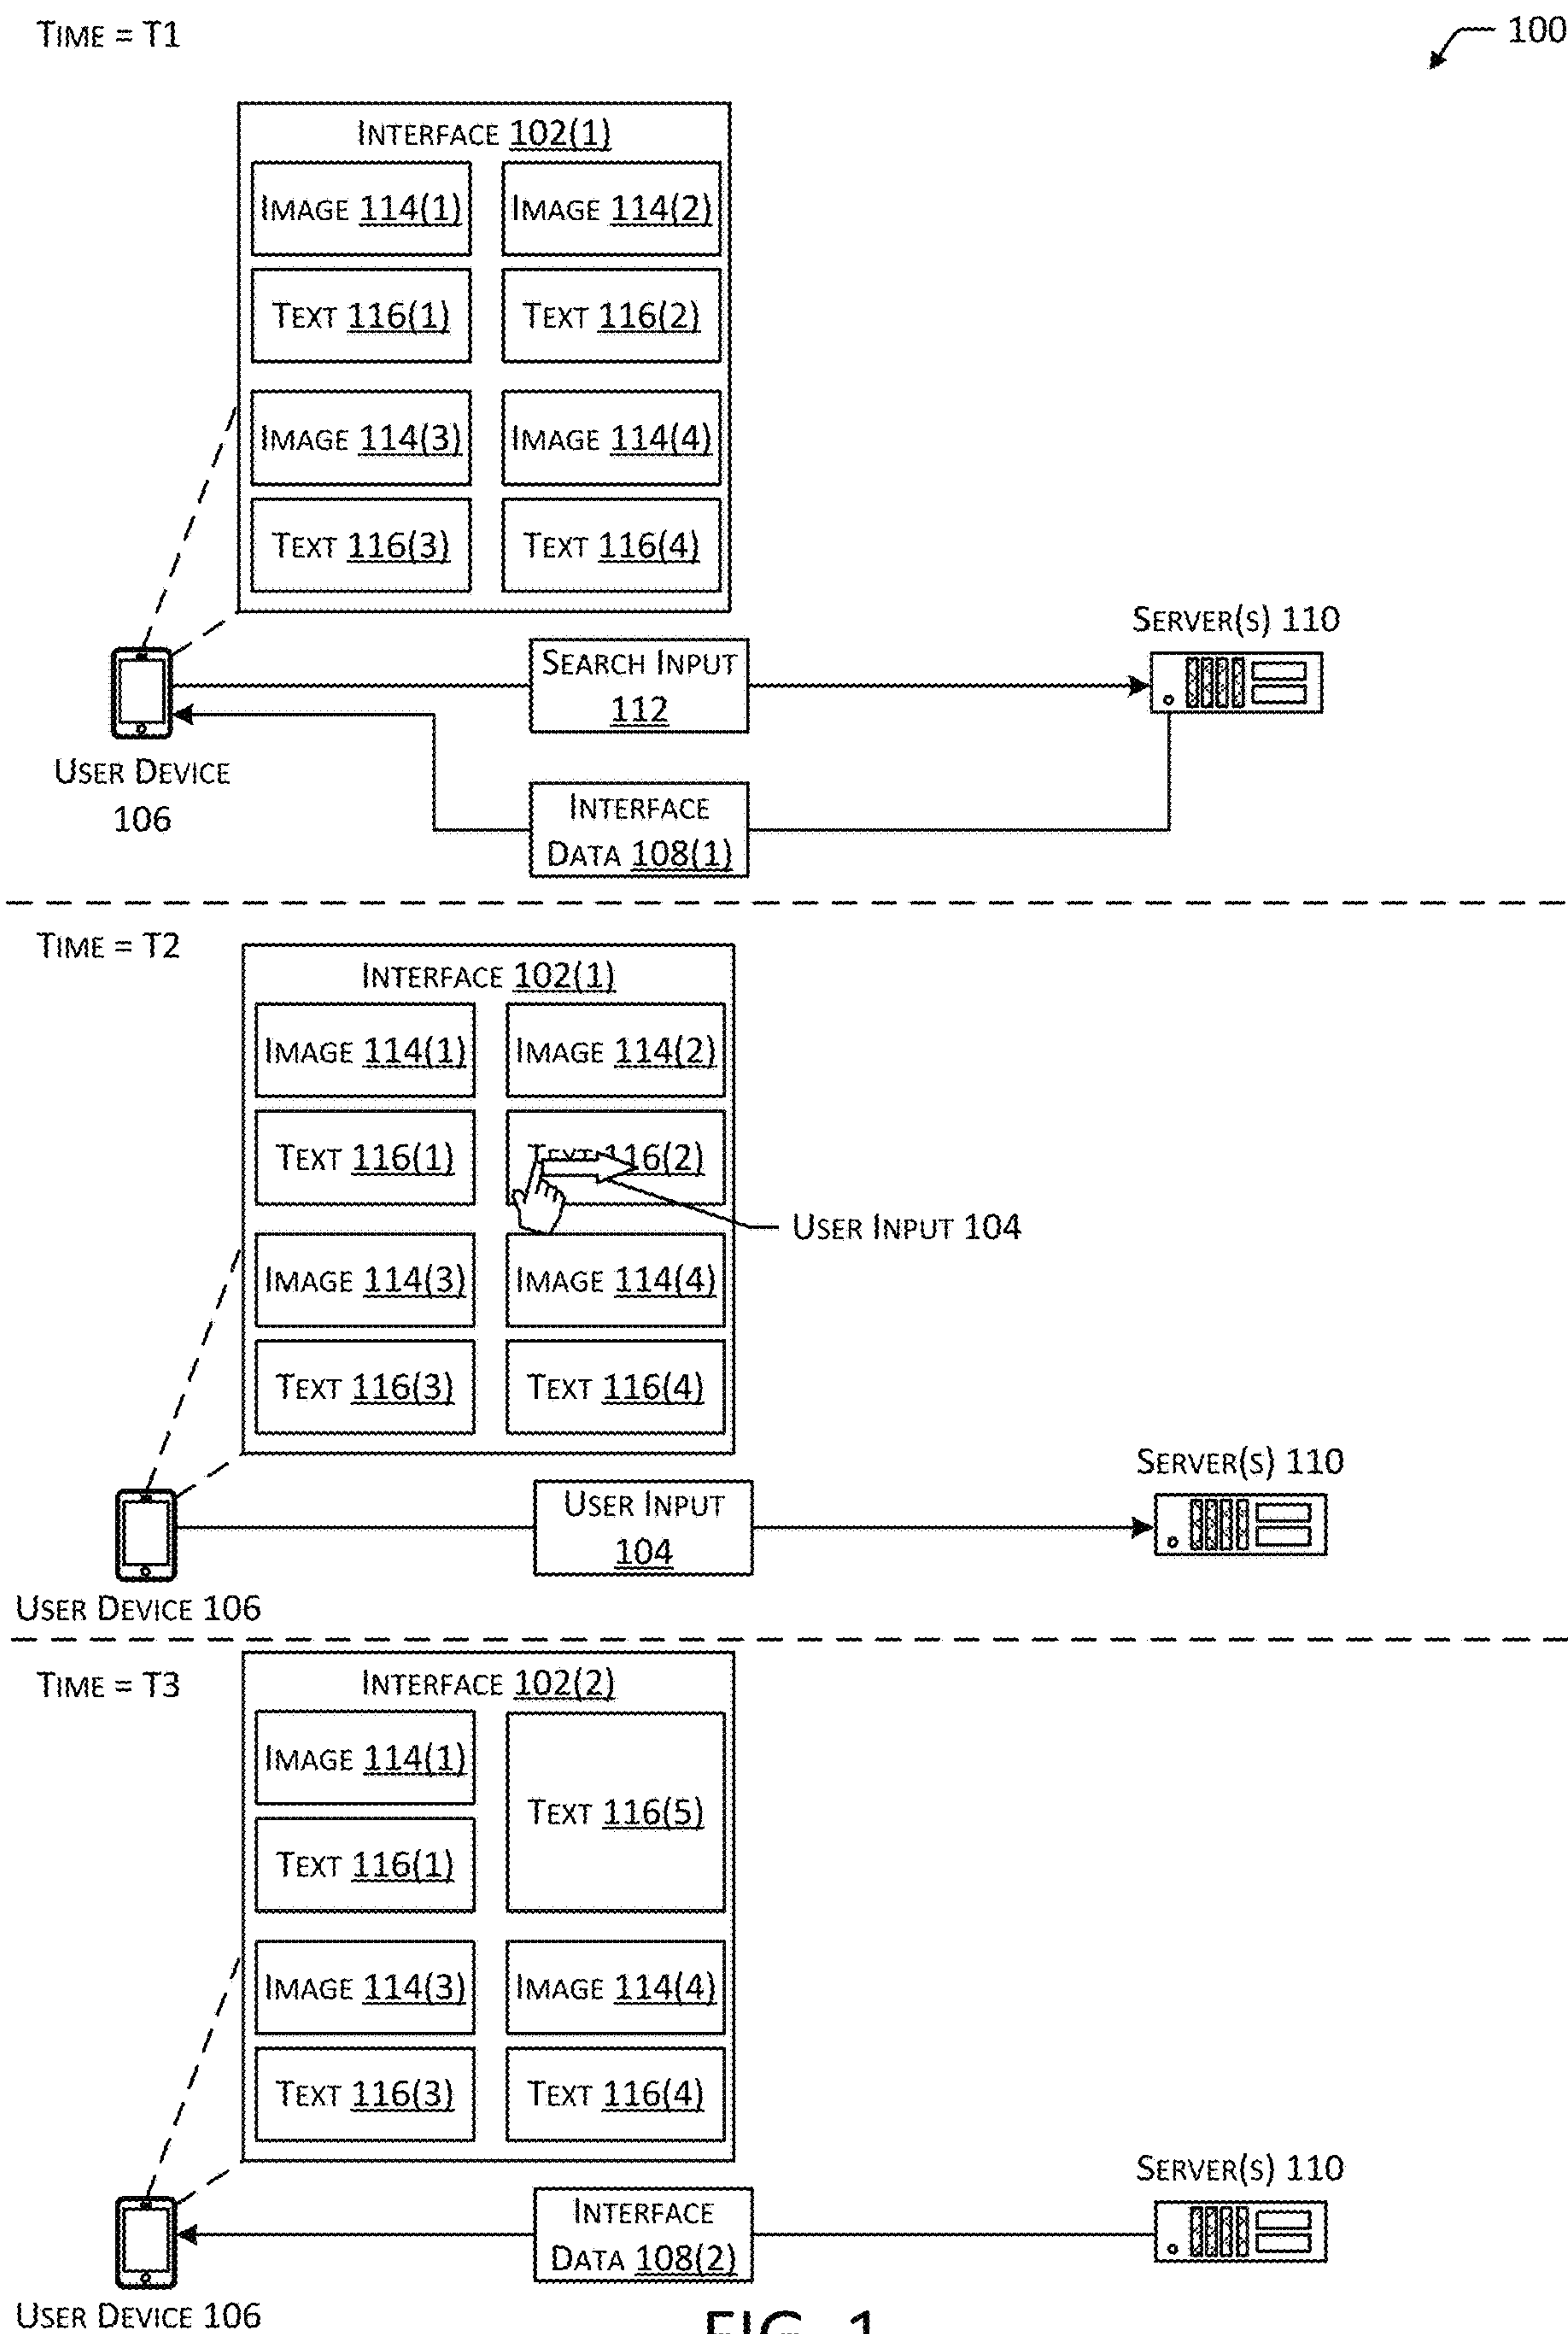 TIME = T1
100
INTERFACE 102(1)
IMAGE 114(1)
IMAGE 114(2)
TEXT 116(1)
TEXT 116(2)
IMAGE 114(3)
IMAGE 114(4)
TEXT 116(3)
TEXT 116(4)
SERVER(S) 110
SEARCH INPUT
112
USER DEVICE
106
INTERFACE
DATA 108(1)
TIME = T2
INTERFACE 102(1)
IMAGE 114(1)
IMAGE 114(2)
TEXT 116(1)
TEXT 116(2)
USER INPUT 104
IMAGE 114(3)
IMAGE 114(4)
TEXT 116(3)
TEXT 116(4)
SERVER(S) 110
USER INPUT
104
USER DEVICE 106
TIME = T3
INTERFACE 102(2)
IMAGE 114(1)
TEXT 116(5)
TEXT 116(1)
IMAGE 114(3)
IMAGE 114(4)
TEXT 116(3)
TEXT 116(4)
SERVER(S) 110
INTERFACE
DATA 108(2)
USER DEVICE 106
FIG. 1